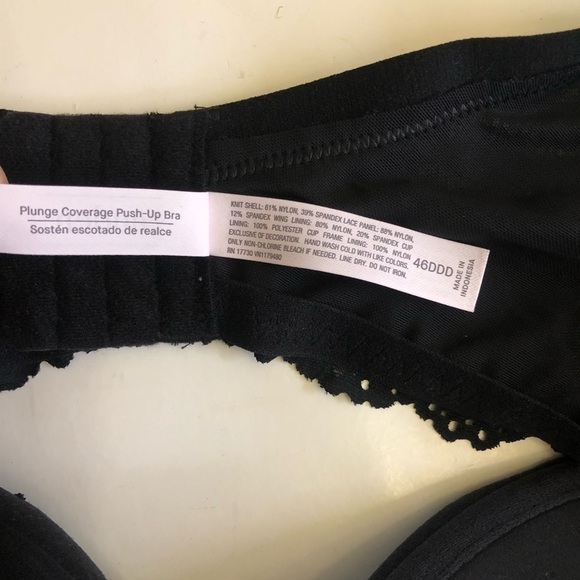 Plunge Coverage Push-Up Bra
Sostén escotado de realce
KNIT SHELL: 61% NYLON, 39% SPANDEX LACE PANEL: 88% NYLON,
12% SPANDEX WING LINING: 80% NYLON, 20% SPANDEX CUP
LINING: 100% POLYESTER CUP FRAME LINING: 100% NYLON
EXCLUSIVE OF DECORATION. HAND WASH COLD WITH LIKE COLORS.
ONLY NON-CHLORINE BLEACH IF NEEDED. LINE DRY. DO NOT IRON.
RN 17730 VN1179480
46DDD
MADE IN
INDONESIA